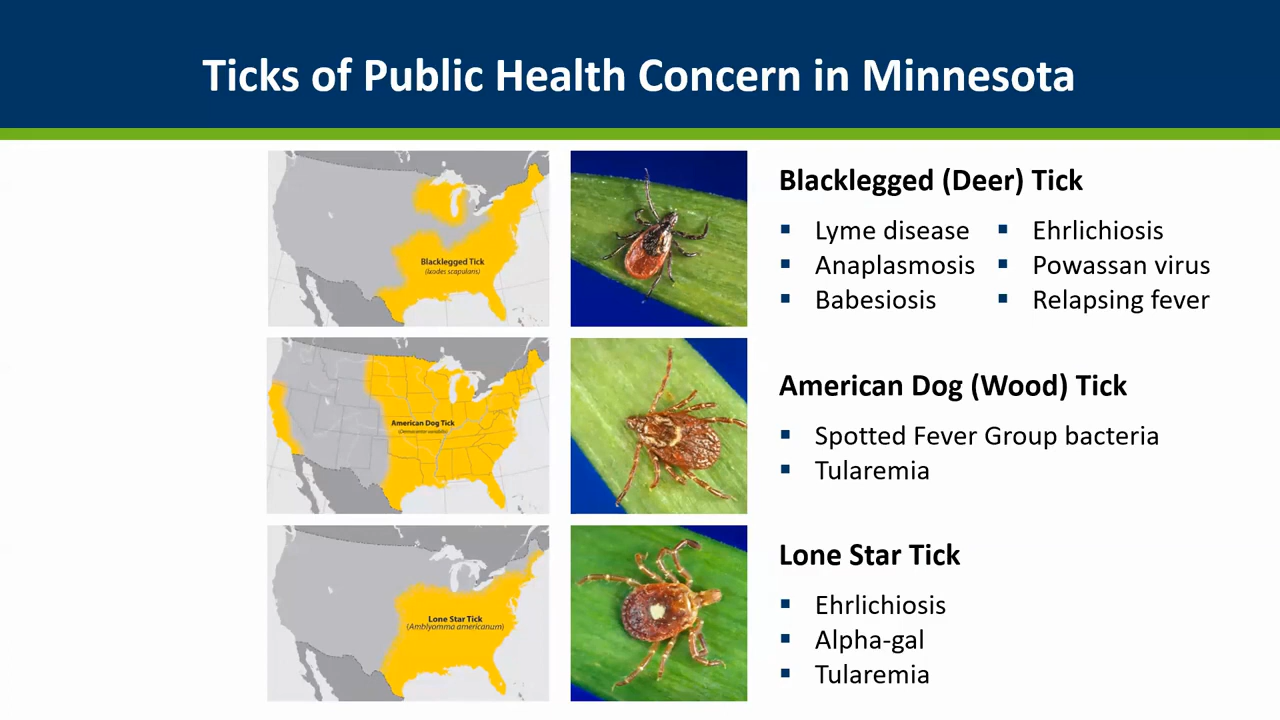 Ticks of Public Health Concern in Minnesota
Blacklegged Tick
(Ixodes scapularis)
Blacklegged (Deer) Tick
▪ Lyme disease
▪ Anaplasmosis
▪ Babesiosis
▪ Ehrlichiosis
▪ Powassan virus
▪ Relapsing fever
American Dog Tick
(Dermacentor variabilis)
American Dog (Wood) Tick
▪ Spotted Fever Group bacteria
▪ Tularemia
Lone Star Tick
(Amblyomma americanum)
Lone Star Tick
▪ Ehrlichiosis
▪ Alpha-gal
▪ Tularemia